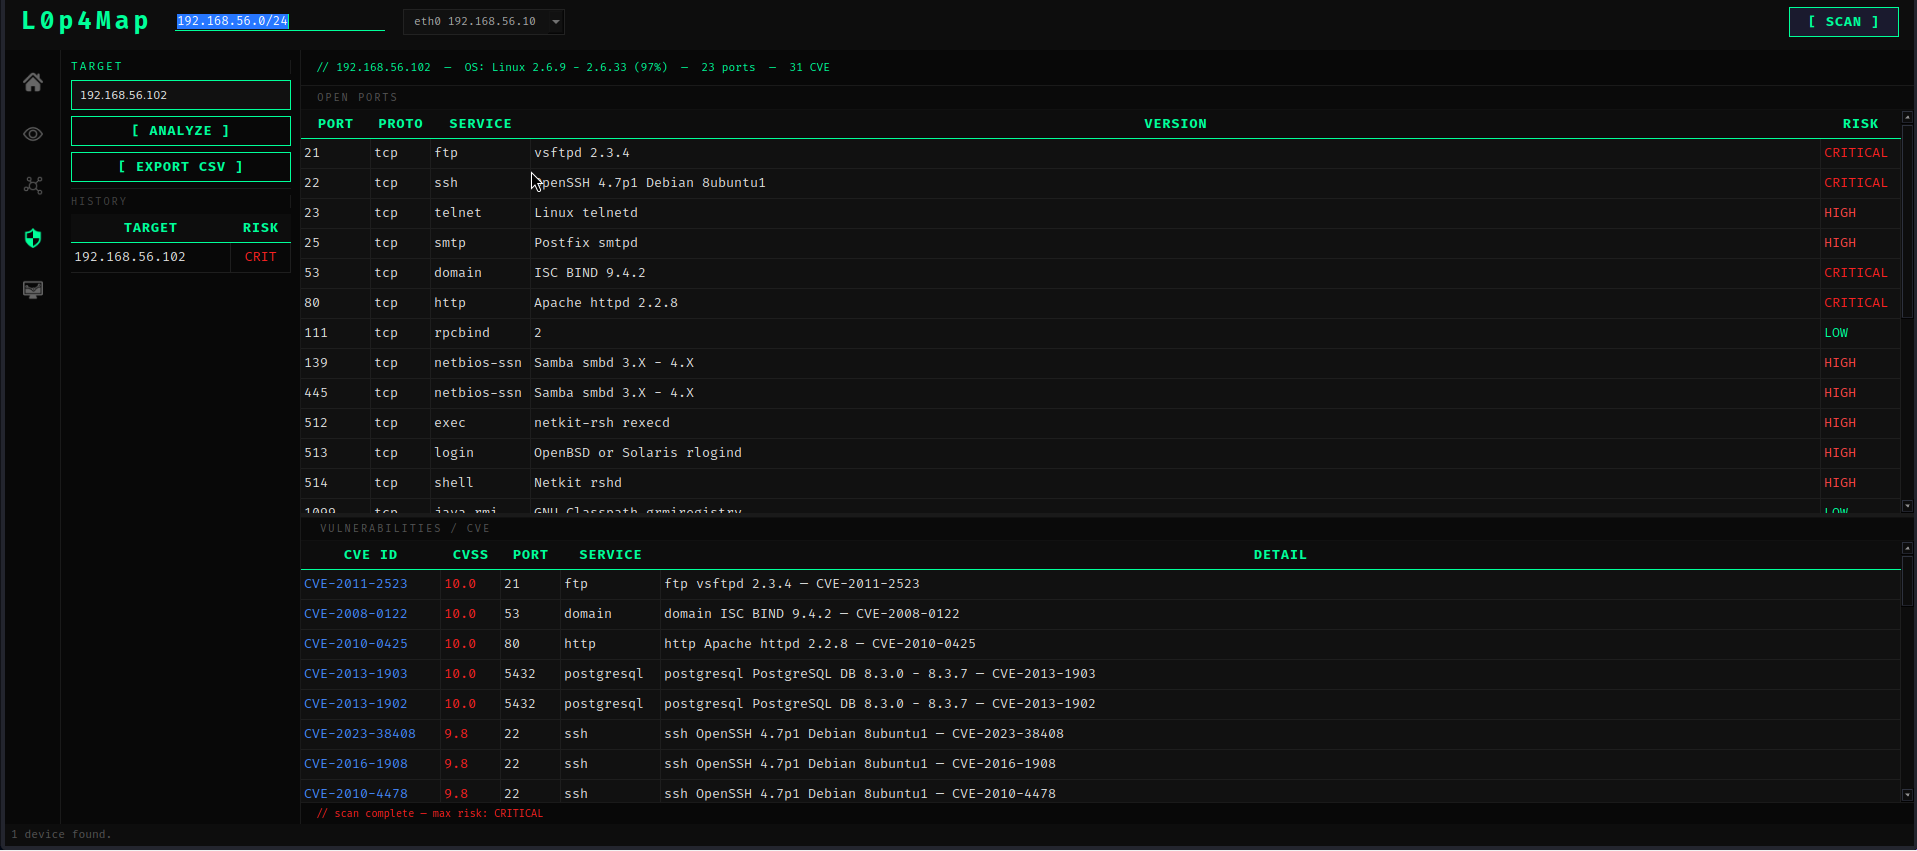 L0p4Map 192.168.56.0/24 eth0 192.168.56.10 [ SCAN ]
TARGET
192.168.56.102
[ ANALYZE ]
[ EXPORT CSV ]
HISTORY
TARGET RISK
192.168.56.102 CRIT
// 192.168.56.102 — OS: Linux 2.6.9 - 2.6.33 (97%) — 23 ports — 31 CVE
OPEN PORTS
PORT PROTO SERVICE VERSION RISK
21 tcp ftp vsftpd 2.3.4 CRITICAL
22 tcp ssh OpenSSH 4.7p1 Debian 8ubuntu1 CRITICAL
23 tcp telnet Linux telnetd HIGH
25 tcp smtp Postfix smtpd HIGH
53 tcp domain ISC BIND 9.4.2 CRITICAL
80 tcp http Apache httpd 2.2.8 CRITICAL
111 tcp rpcbind 2 LOW
139 tcp netbios-ssn Samba smbd 3.X - 4.X HIGH
445 tcp netbios-ssn Samba smbd 3.X - 4.X HIGH
512 tcp exec netkit-rsh rexecd HIGH
513 tcp login OpenBSD or Solaris rlogind HIGH
514 tcp shell Netkit rshd HIGH
1099 tcp java-rmi GNU Classpath grmiregistry LOW
VULNERABILITIES / CVE
CVE ID CVSS PORT SERVICE DETAIL
CVE-2011-2523 10.0 21 ftp ftp vsftpd 2.3.4 — CVE-2011-2523
CVE-2008-0122 10.0 53 domain domain ISC BIND 9.4.2 — CVE-2008-0122
CVE-2010-0425 10.0 80 http http Apache httpd 2.2.8 — CVE-2010-0425
CVE-2013-1903 10.0 5432 postgresql postgresql PostgreSQL DB 8.3.0 - 8.3.7 — CVE-2013-1903
CVE-2013-1902 10.0 5432 postgresql postgresql PostgreSQL DB 8.3.0 - 8.3.7 — CVE-2013-1902
CVE-2023-38408 9.8 22 ssh ssh OpenSSH 4.7p1 Debian 8ubuntu1 — CVE-2023-38408
CVE-2016-1908 9.8 22 ssh ssh OpenSSH 4.7p1 Debian 8ubuntu1 — CVE-2016-1908
CVE-2010-4478 9.8 22 ssh ssh OpenSSH 4.7p1 Debian 8ubuntu1 — CVE-2010-4478
// scan complete — max risk: CRITICAL
1 device found.